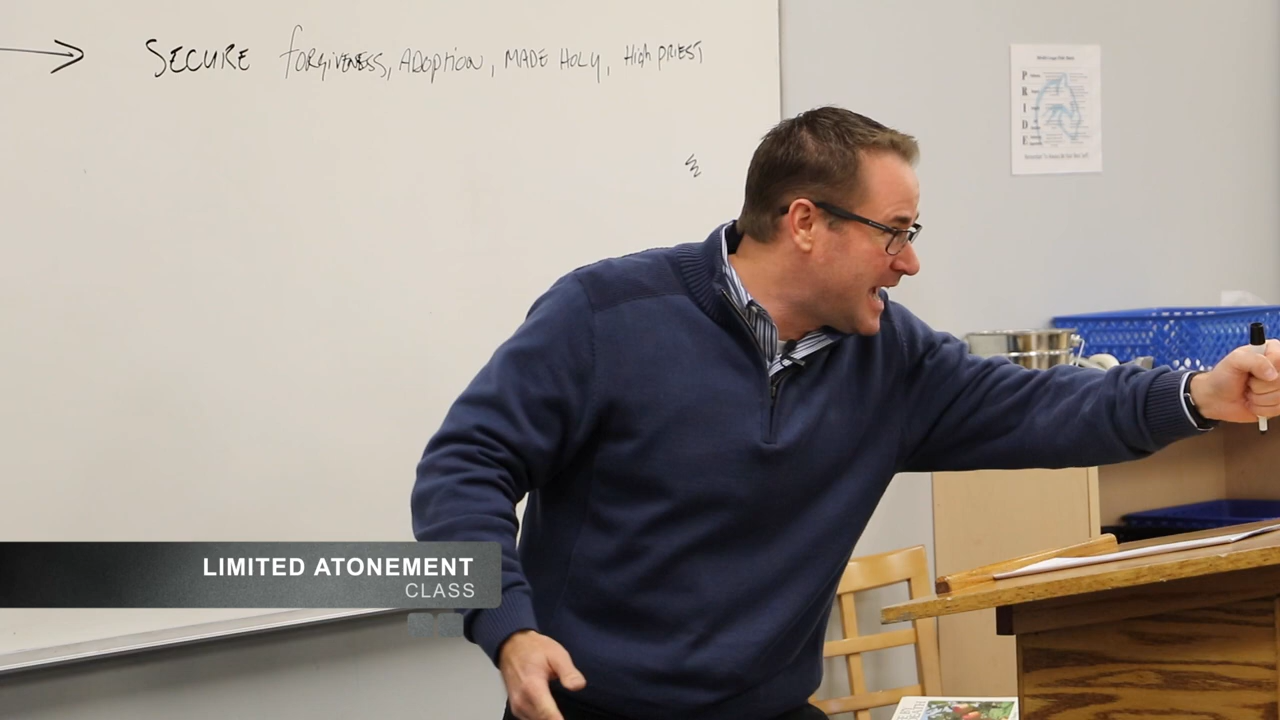 SECURE forgiveness, ADOPTION, MADE HOLY, High PRIEST
P
R
I
D
E
LIMITED ATONEMENT
CLASS